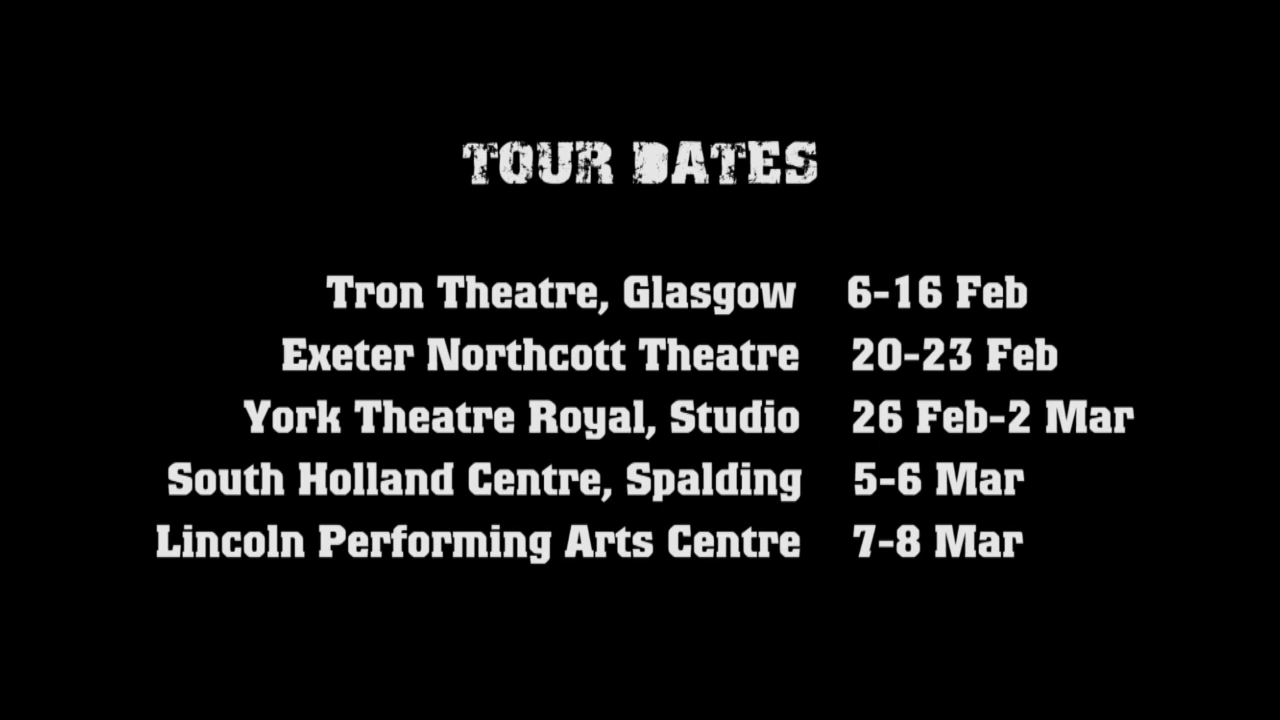 TOUR DATES
Tron Theatre, Glasgow 6-16 Feb
Exeter Northcott Theatre 20-23 Feb
York Theatre Royal, Studio 26 Feb-2 Mar
South Holland Centre, Spalding 5-6 Mar
Lincoln Performing Arts Centre 7-8 Mar